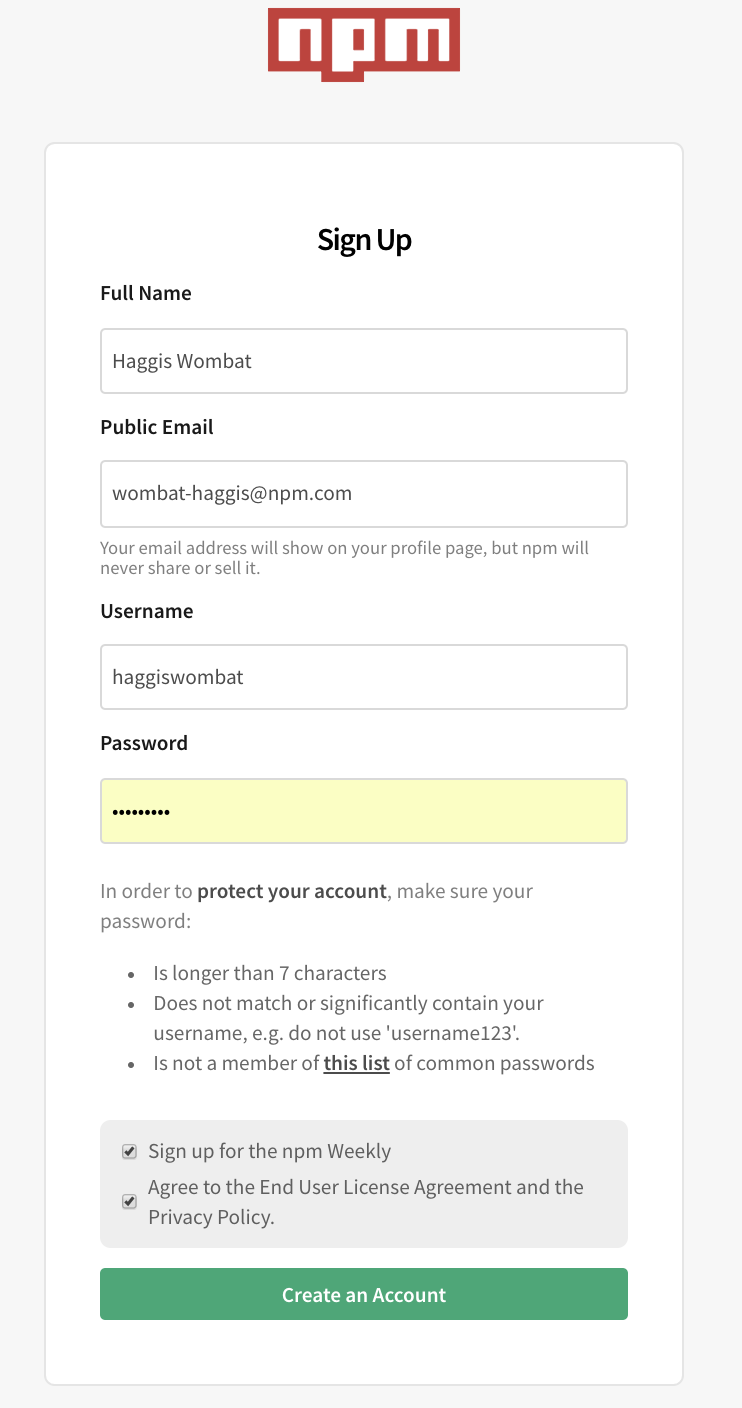 npm
Sign Up
Full Name
Haggis Wombat
Public Email
wombat-haggis@npm.com
Your email address will show on your profile page, but npm will
never share or sell it.
Username
haggiswombat
Password
•••••••••
In order to protect your account, make sure your
password:
• Is longer than 7 characters
• Does not match or significantly contain your
username, e.g. do not use 'username123'.
• Is not a member of this list of common passwords
Sign up for the npm Weekly
Agree to the End User License Agreement and the
Privacy Policy.
Create an Account